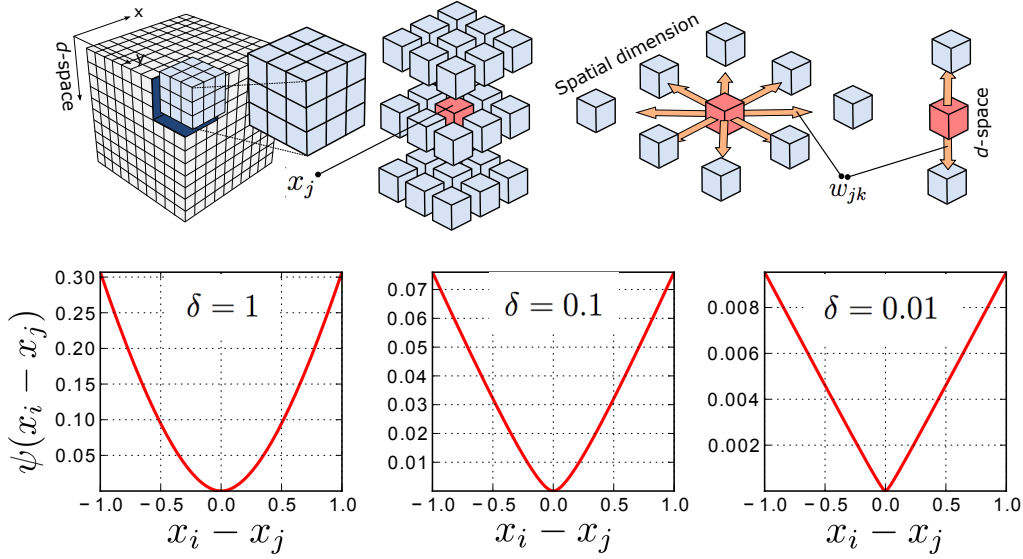 x
y
d-space
x_j
Spatial dimension
w_{jk}
d-space
ψ(x_i − x_j)
0.30
0.25
0.20
0.15
0.10
0.05
δ = 1
−1.0 −0.5 0.0 0.5 1.0
x_i − x_j
0.07
0.06
0.05
0.04
0.03
0.02
0.01
δ = 0.1
−1.0 −0.5 0.0 0.5 1.0
x_i − x_j
0.008
0.006
0.004
0.002
δ = 0.01
−1.0 −0.5 0.0 0.5 1.0
x_i − x_j